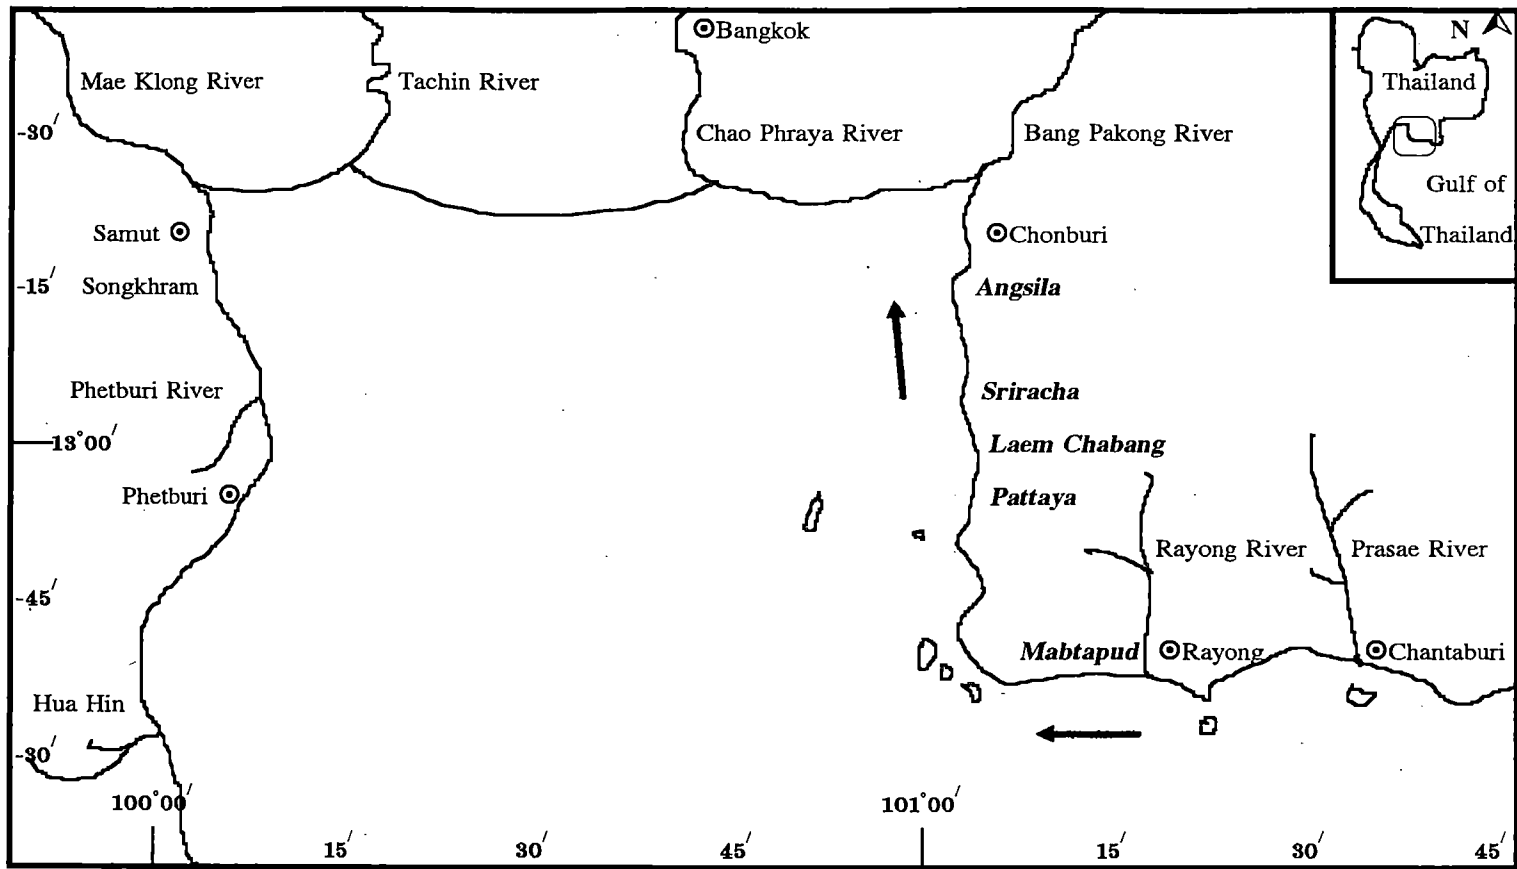 Bangkok
N
Mae Klong River
Tachin River
Thailand
-30′
Chao Phraya River
Bang Pakong River
Gulf of
Thailand
Samut
Chonburi
-15′
Songkhram
Angsila
Phetburi River
Sriracha
13°00′
Laem Chabang
Phetburi
Pattaya
Rayong River
Prasae River
-45′
Mabtapud
Rayong
Chantaburi
Hua Hin
-30′
100°00′
101°00′
15′
30′
45′
15′
30′
45′